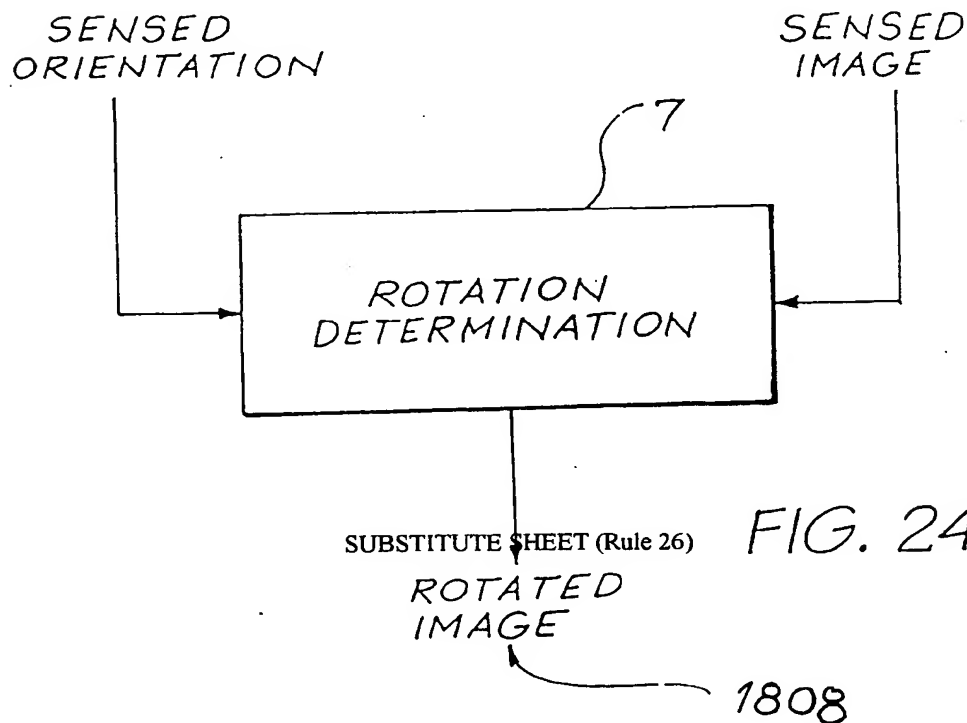 SENSED
ORIENTATION
SENSED
IMAGE
7
ROTATION
DETERMINATION
SUBSTITUTE SHEET (Rule 26)
FIG. 24
ROTATED
IMAGE
1808